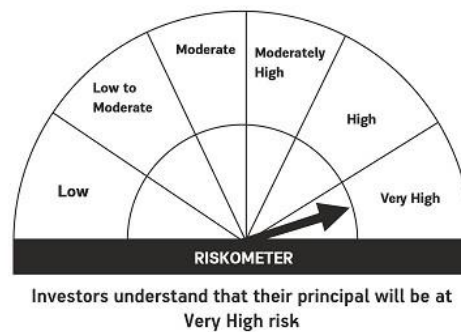 Moderate
Moderately
High
Low to
Moderate
High
Low
Very High
RISKOMETER
Investors understand that their principal will be at
Very High risk